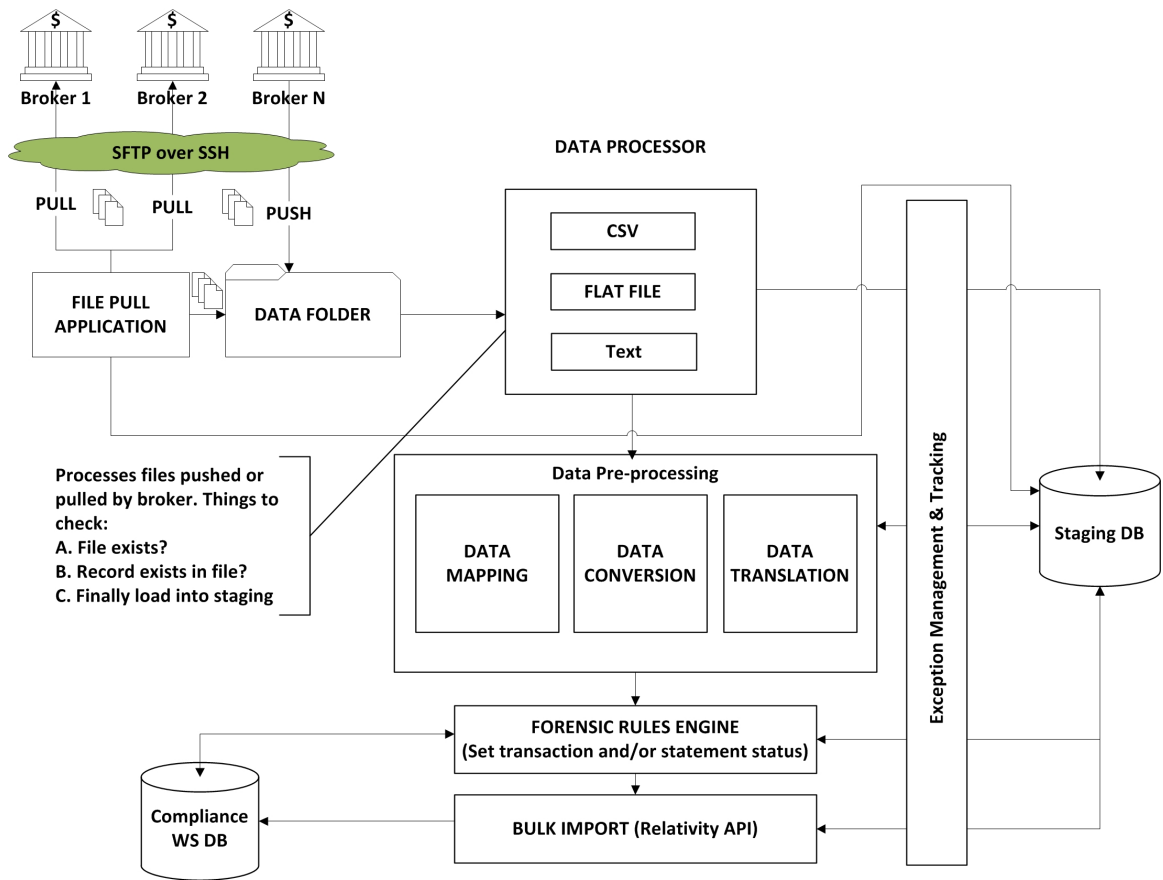 $ $ $
Broker 1 Broker 2 Broker N
SFTP over SSH
DATA PROCESSOR
PULL PULL PUSH
CSV
FLAT FILE
Text
FILE PULL
APPLICATION
DATA FOLDER
Processes files pushed or
pulled by broker. Things to
check:
A. File exists?
B. Record exists in file?
C. Finally load into staging
Data Pre-processing
DATA
MAPPING
DATA
CONVERSION
DATA
TRANSLATION
Exception Management & Tracking
Staging DB
FORENSIC RULES ENGINE
(Set transaction and/or statement status)
BULK IMPORT (Relativity API)
Compliance
WS DB